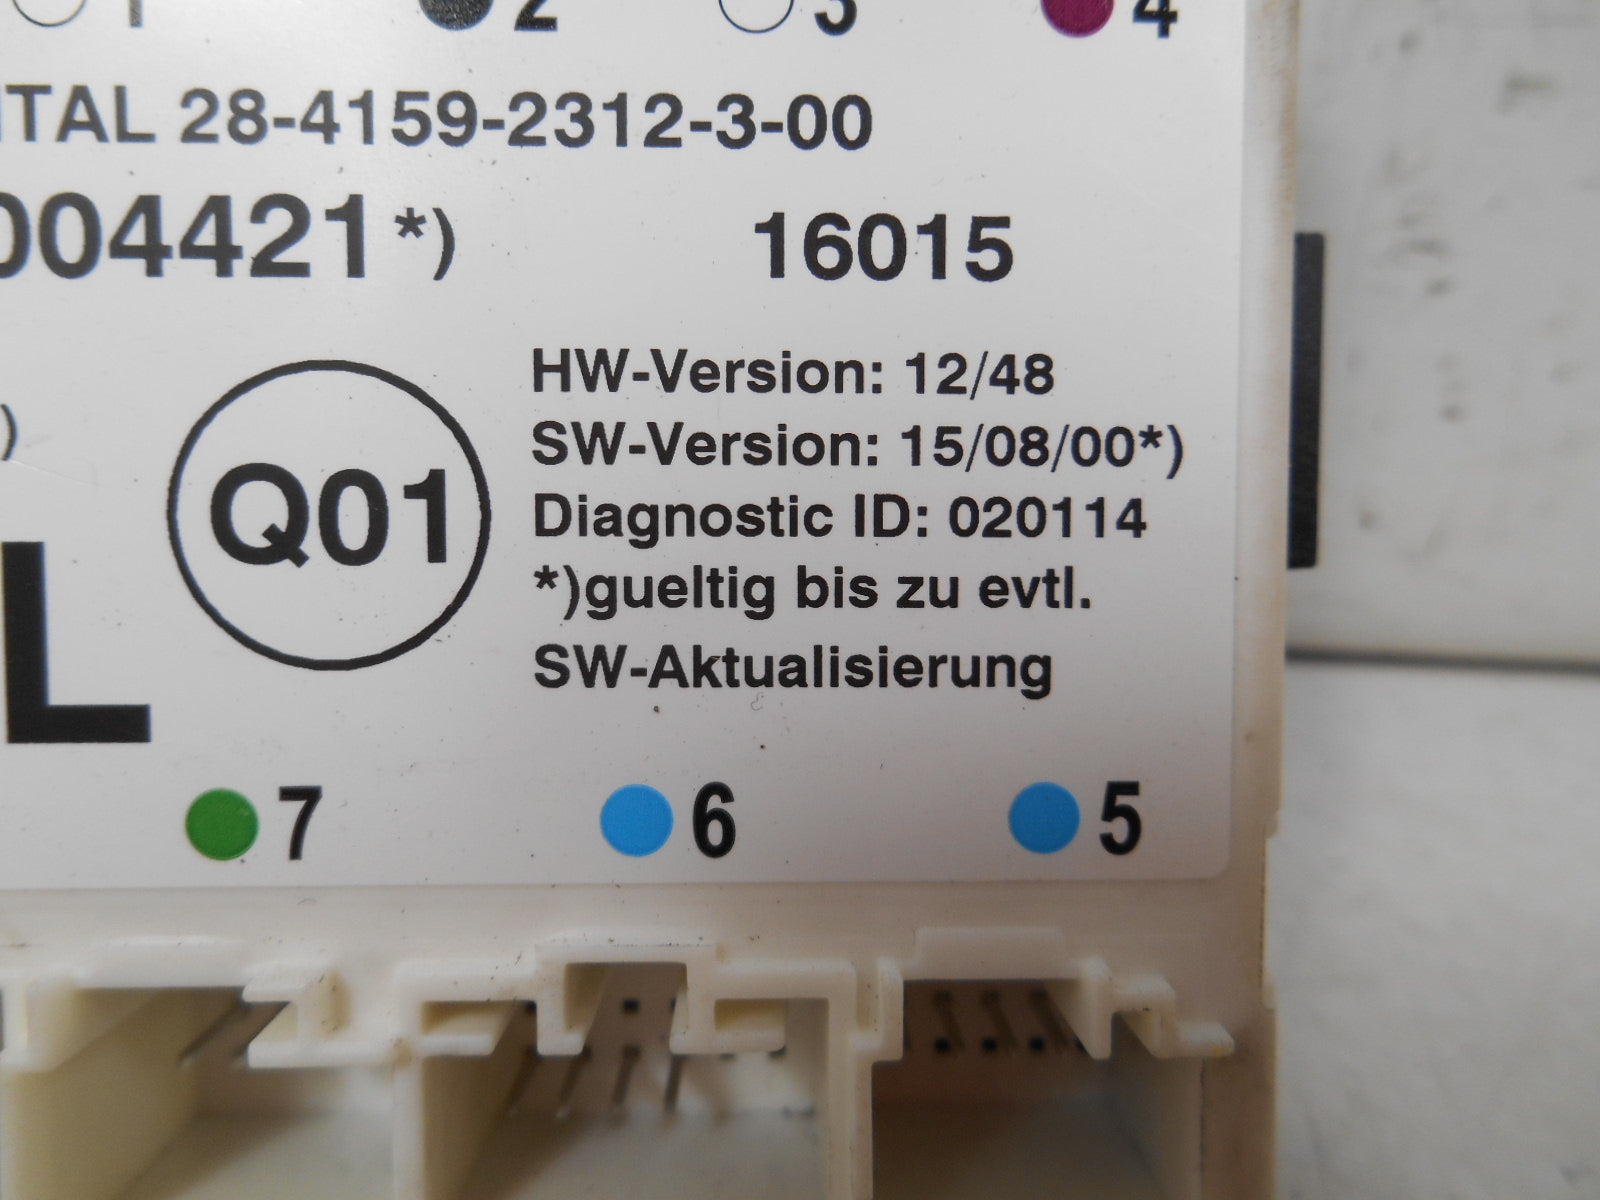 1 2 3 4
28-4159-2312-3-00
004421*) 16015
HW-Version: 12/48
)
SW-Version: 15/08/00*)
Q01
Diagnostic ID: 020114
*)gueltig bis zu evtl.
L
SW-Aktualisierung
7 6 5